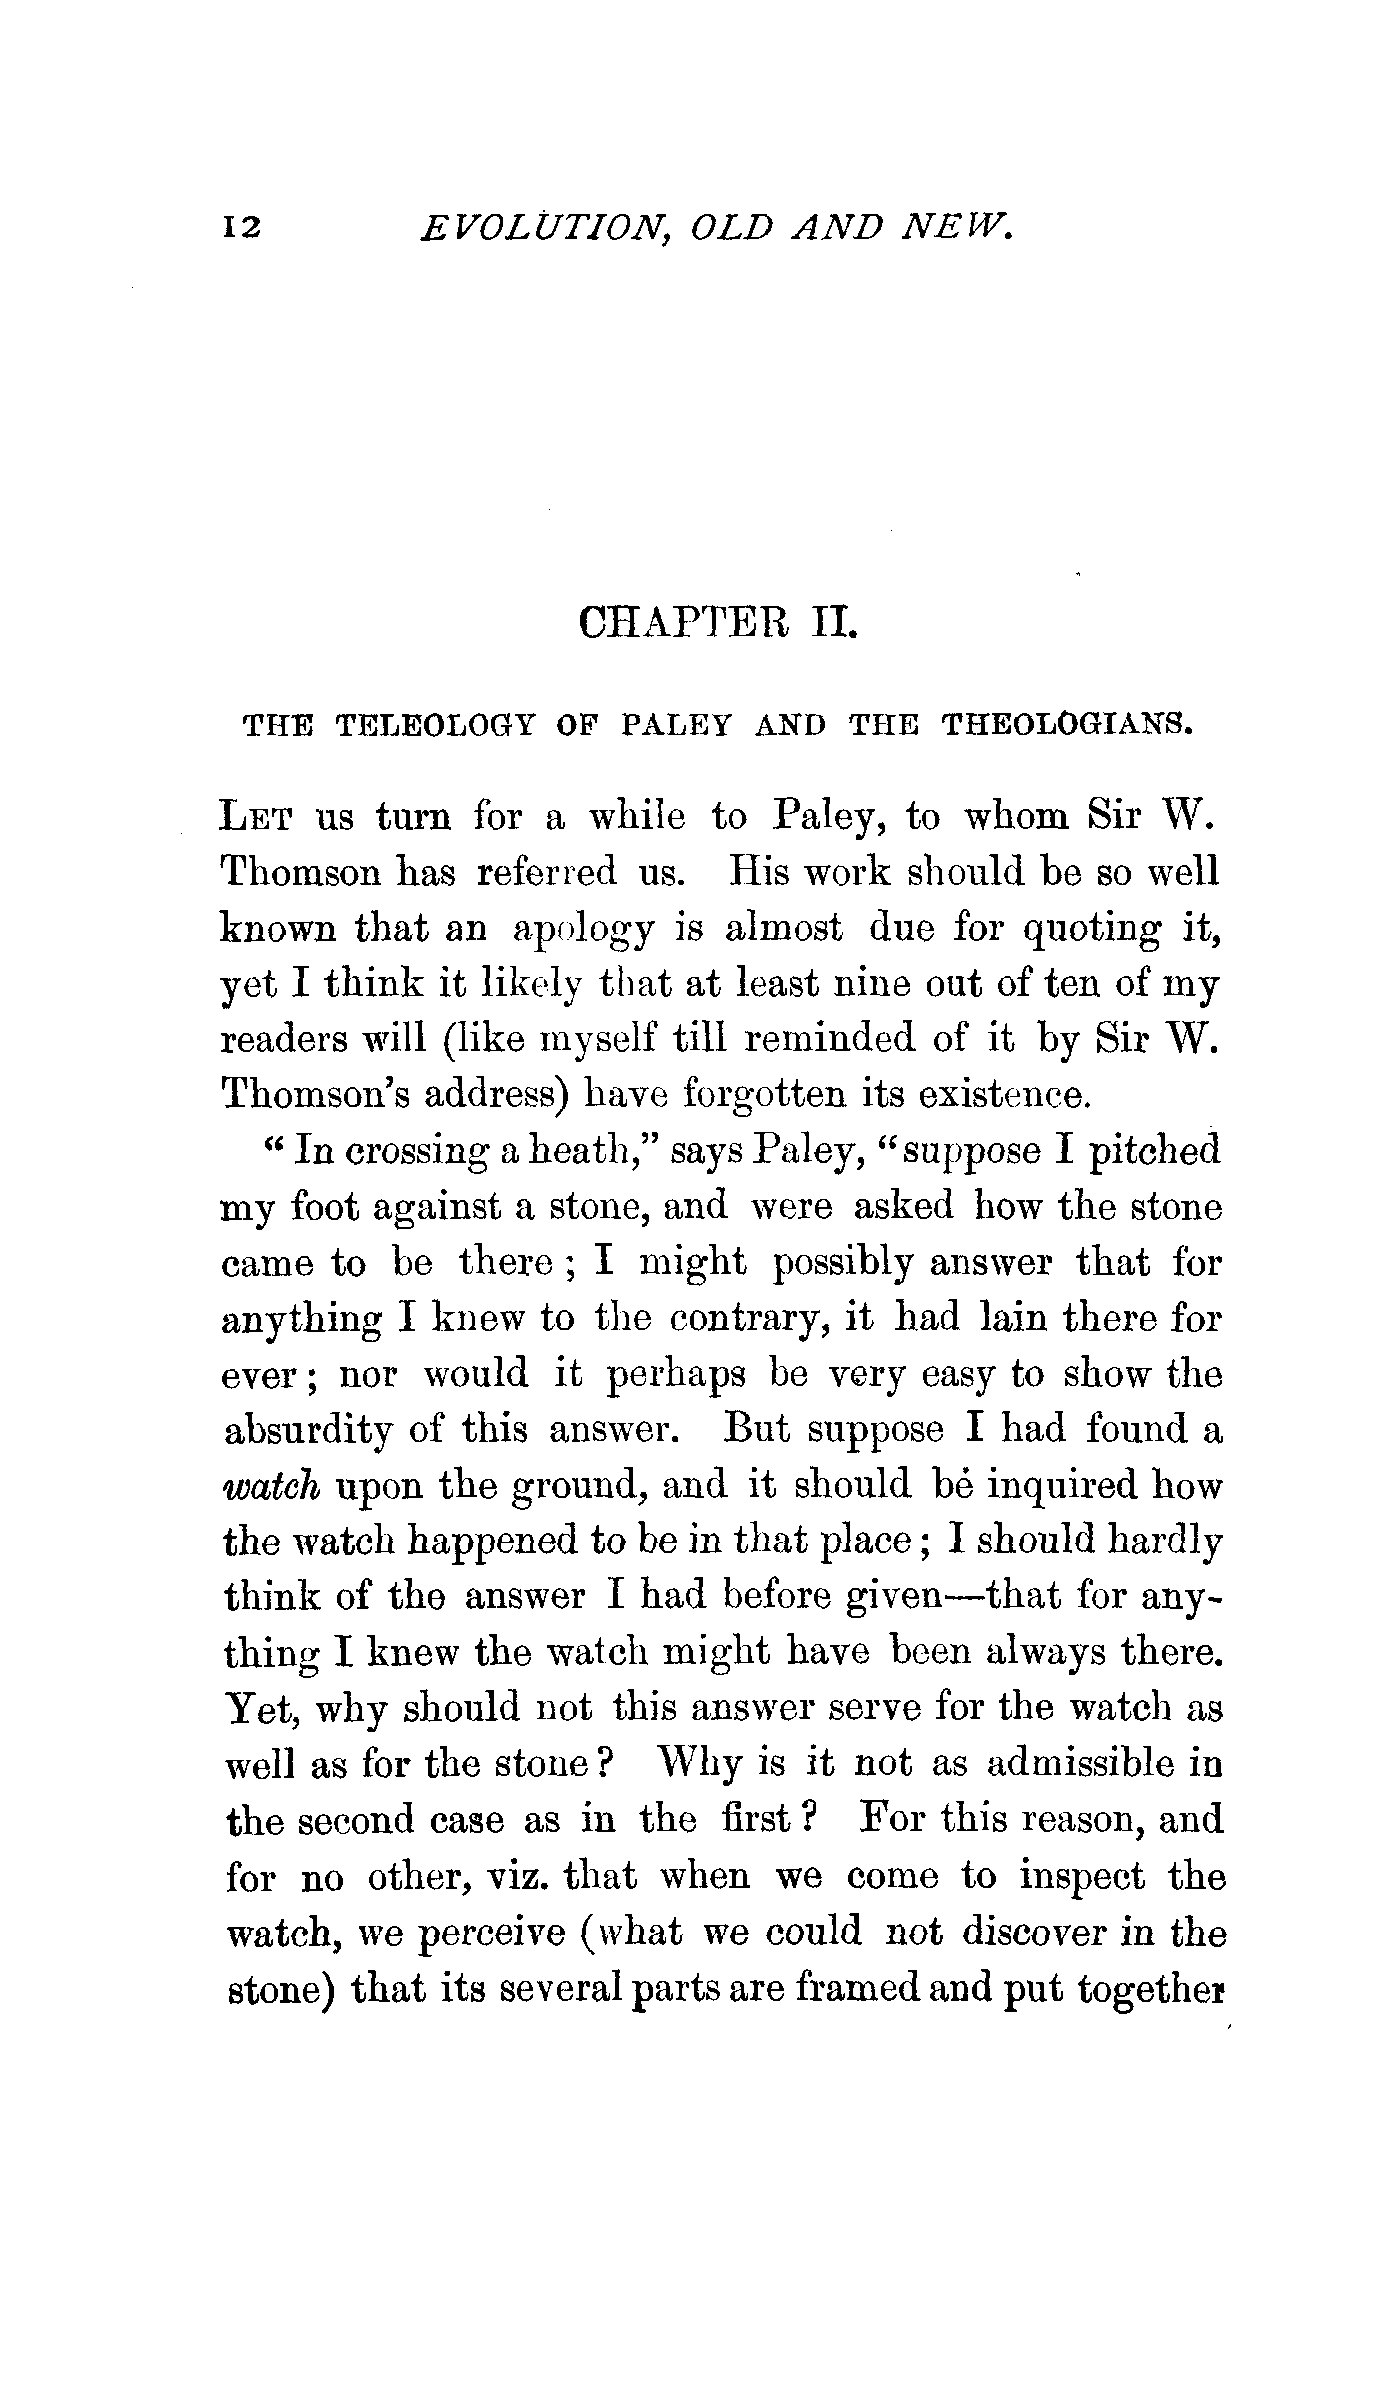 12 EVOLUTION, OLD AND NEW.
CHAPTER II.
THE TELEOLOGY OF PALEY AND THE THEOLOGIANS.
LET us turn for a while to Paley, to whom Sir W.
Thomson has referred us. His work should be so well
known that an apology is almost due for quoting it,
yet I think it likely that at least nine out of ten of my
readers will (like myself till reminded of it by Sir W.
Thomson's address) have forgotten its existence.
"In crossing a heath," says Paley, "suppose I pitched
my foot against a stone, and were asked how the stone
came to be there; I might possibly answer that for
anything I knew to the contrary, it had lain there for
ever; nor would it perhaps be very easy to show the
absurdity of this answer. But suppose I had found a
watch upon the ground, and it should be inquired how
the watch happened to be in that place; I should hardly
think of the answer I had before given—that for any-
thing I knew the watch might have been always there.
Yet, why should not this answer serve for the watch as
well as for the stone? Why is it not as admissible in
the second case as in the first? For this reason, and
for no other, viz. that when we come to inspect the
watch, we perceive (what we could not discover in the
stone) that its several parts are framed and put together